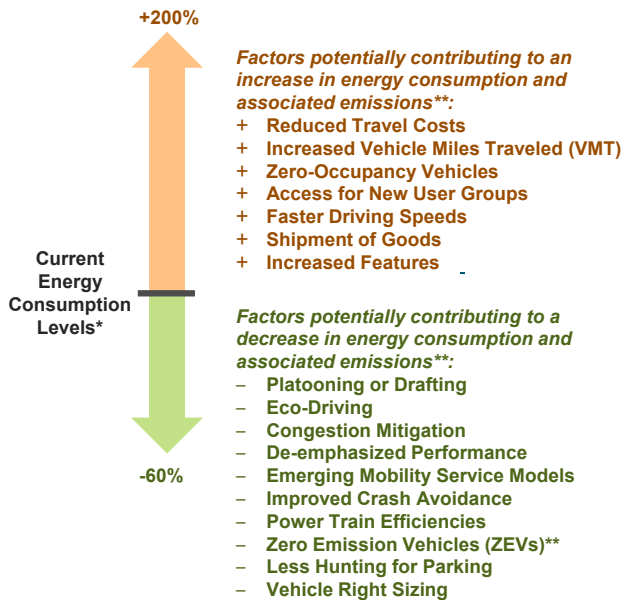 +200%
Factors potentially contributing to an
increase in energy consumption and
associated emissions**:
+ Reduced Travel Costs
+ Increased Vehicle Miles Traveled (VMT)
+ Zero-Occupancy Vehicles
+ Access for New User Groups
+ Faster Driving Speeds
+ Shipment of Goods
+ Increased Features
Current
Energy
Consumption
Levels*
Factors potentially contributing to a
decrease in energy consumption and
associated emissions**:
– Platooning or Drafting
– Eco-Driving
– Congestion Mitigation
– De-emphasized Performance
– Emerging Mobility Service Models
– Improved Crash Avoidance
– Power Train Efficiencies
– Zero Emission Vehicles (ZEVs)**
– Less Hunting for Parking
– Vehicle Right Sizing
-60%